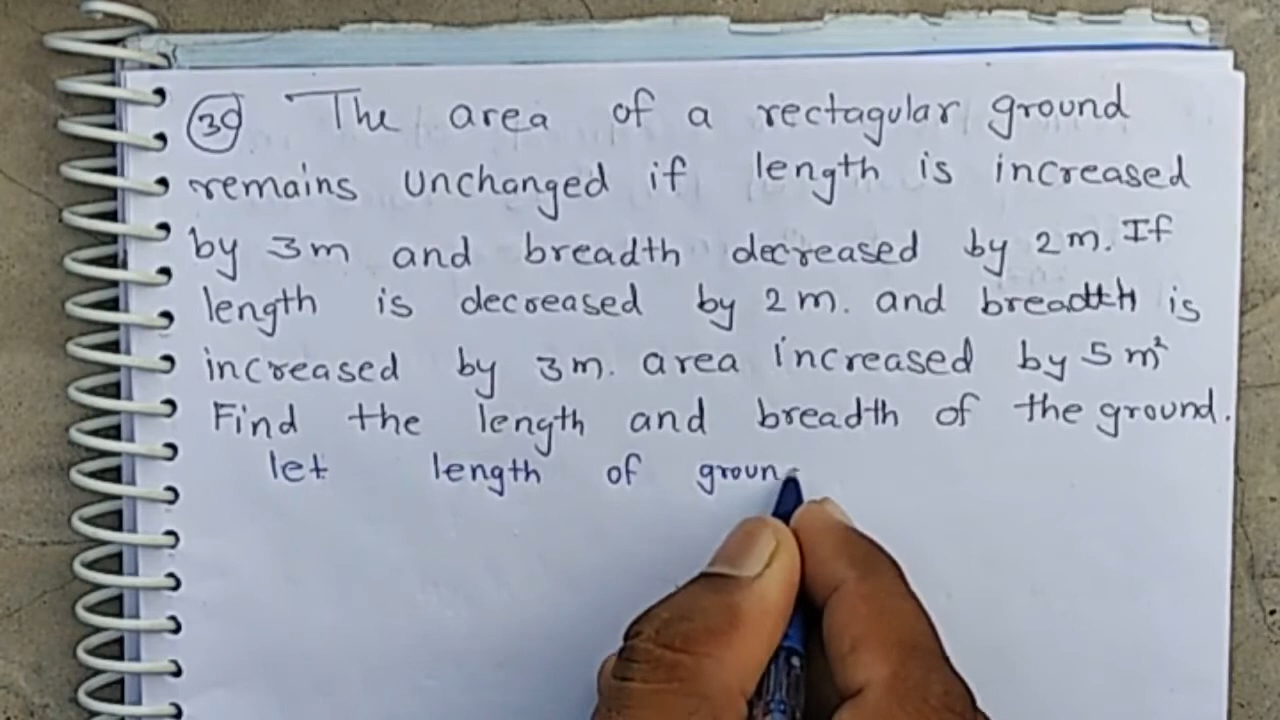 39 The area of a rectagular ground
remains unchanged if length is increased
by 3m and breadth decreased by 2m. If
length is decreased by 2m. and breadth is
increased by 3m. area increased by 5m²
Find the length and breadth of the ground.
let length of groun